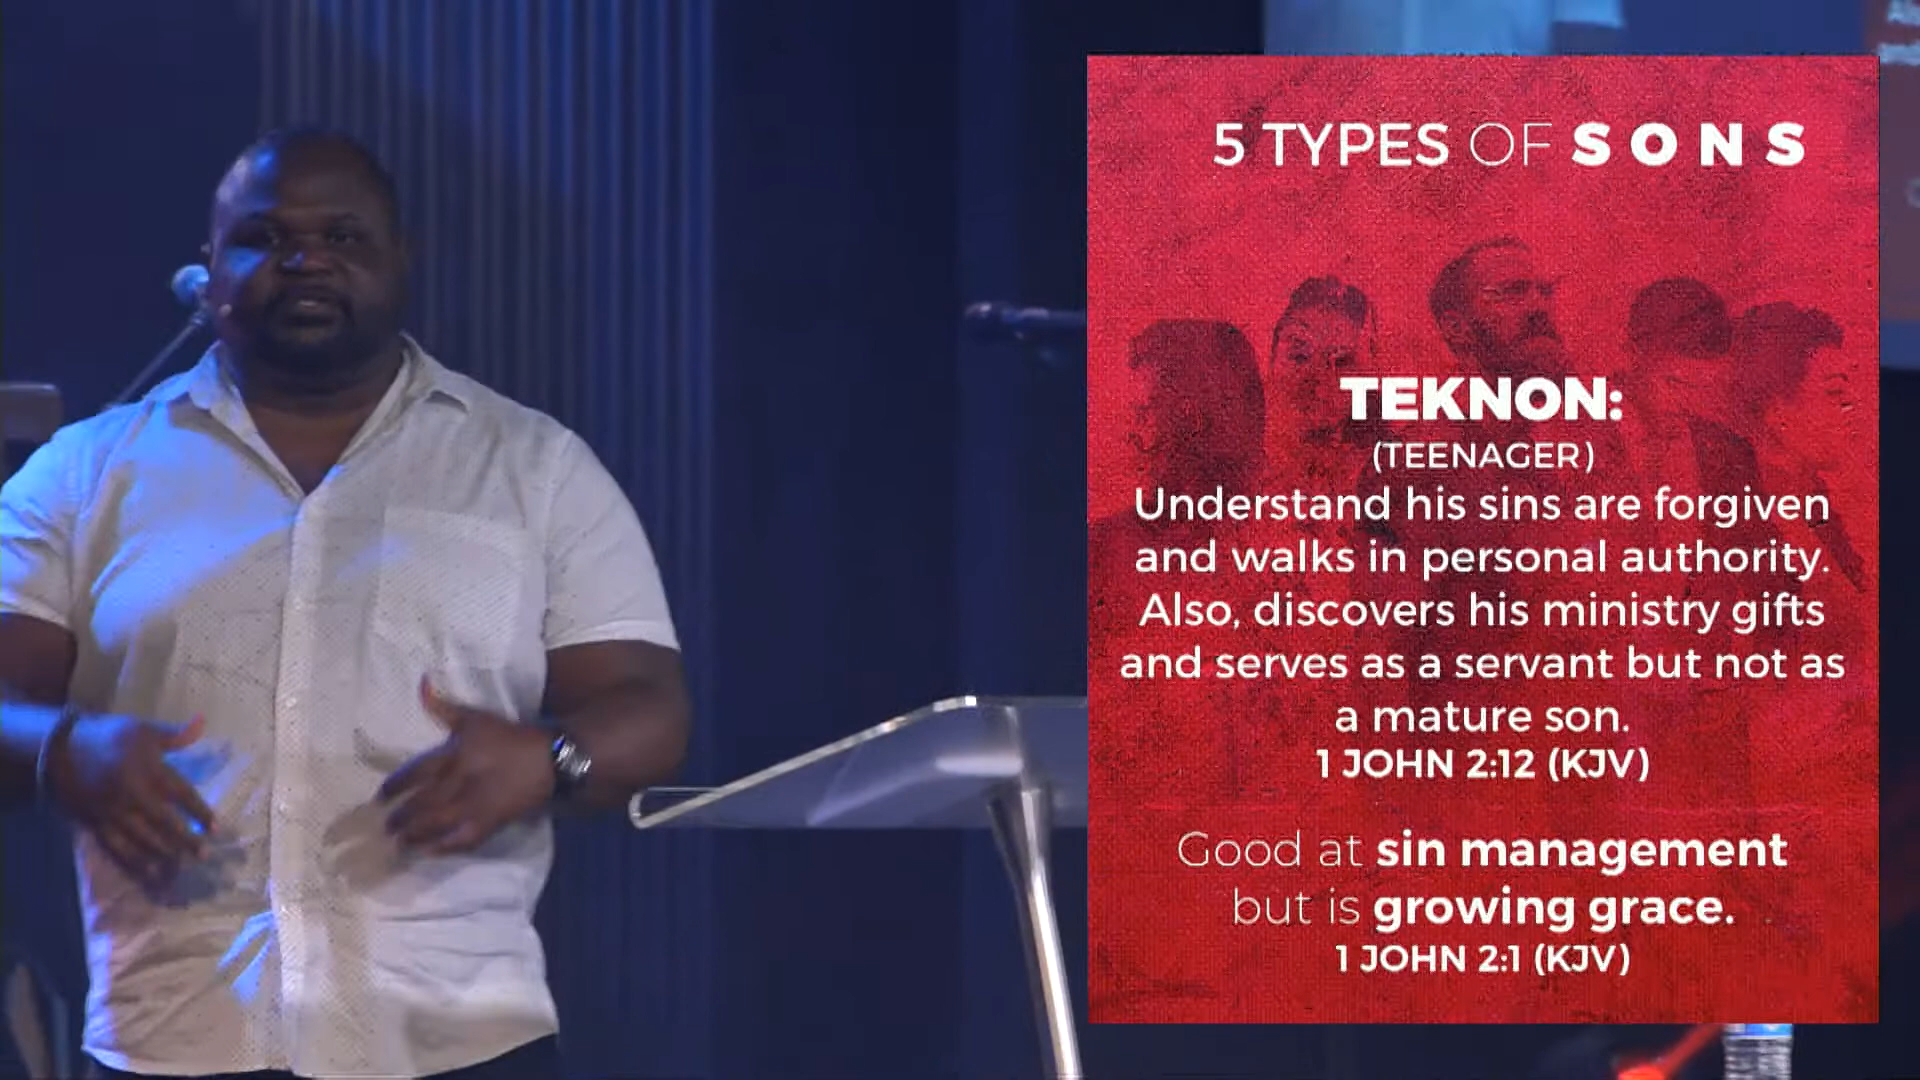 5 TYPES OF SONS
TEKNON:
(TEENAGER)
Understand his sins are forgiven
and walks in personal authority.
Also, discovers his ministry gifts
and serves as a servant but not as
a mature son.
1 JOHN 2:12 (KJV)
Good at sin management
but is growing grace.
1 JOHN 2:1 (KJV)